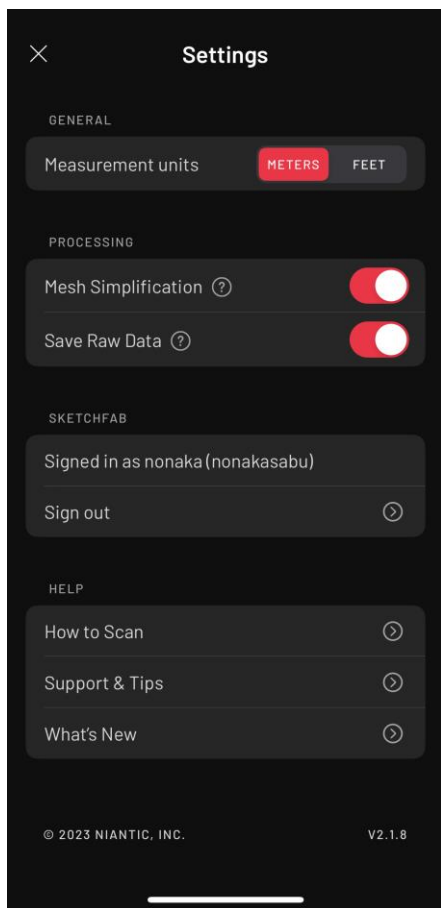 Settings
GENERAL
Measurement units METERS FEET
PROCESSING
Mesh Simplification ?
Save Raw Data ?
SKETCHFAB
Signed in as nonaka (nonakasabu)
Sign out
HELP
How to Scan
Support & Tips
What's New
© 2023 NIANTIC, INC. V2.1.8